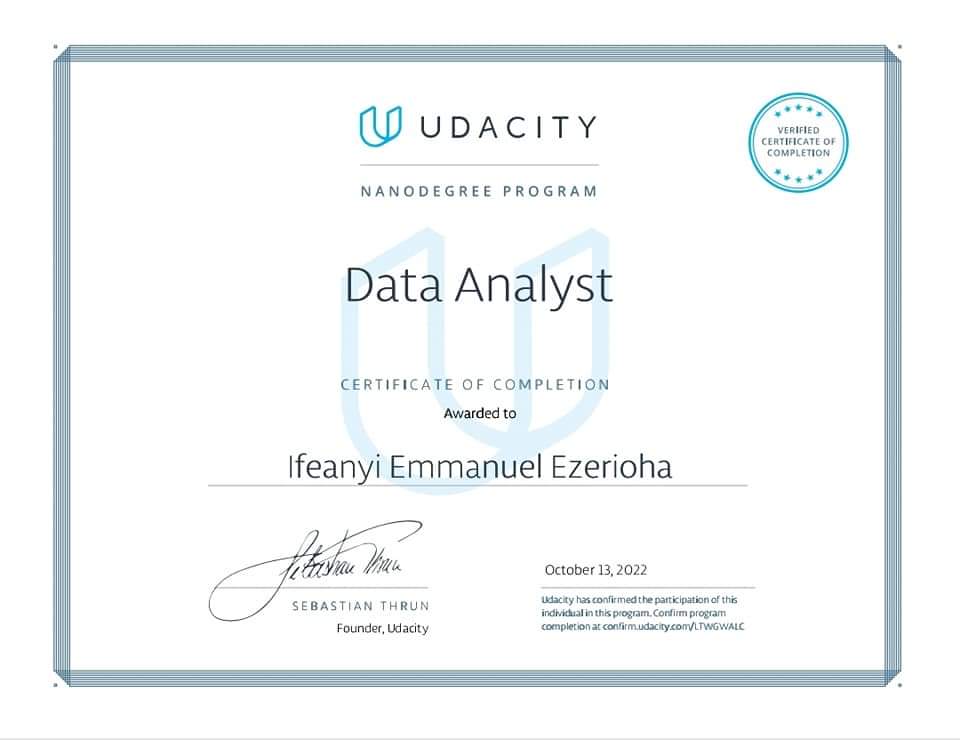 UDACITY
VERIFIED
CERTIFICATE OF
COMPLETION
NANODEGREE PROGRAM
Data Analyst
CERTIFICATE OF COMPLETION
Awarded to
Ifeanyi Emmanuel Ezerioha
Sebastian Thrun
SEBASTIAN THRUN
Founder, Udacity
October 13, 2022
Udacity has confirmed the participation of this
individual in this program. Confirm program
completion at confirm.udacity.com/LTWGWALC